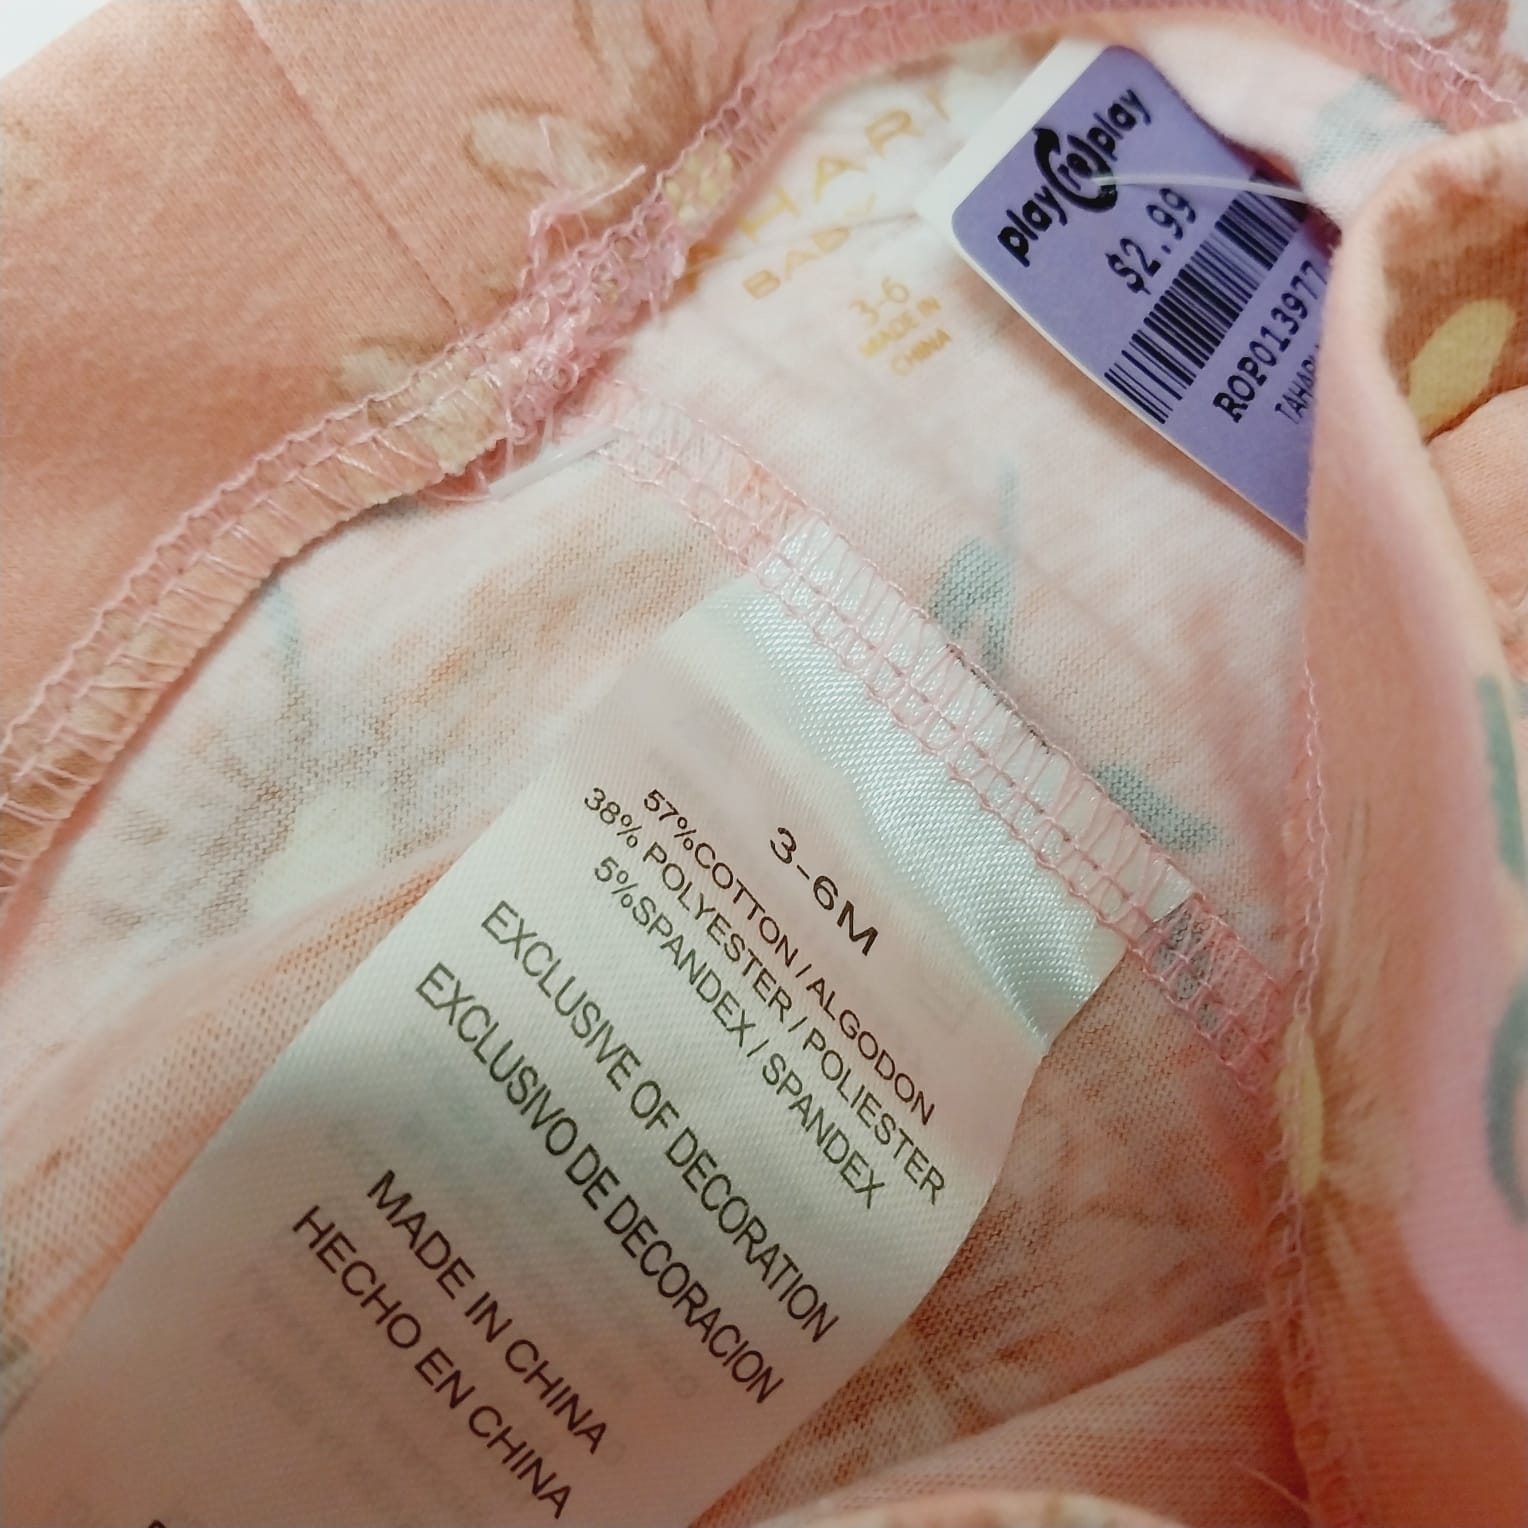 play(re)play
$2.99
ROP013977
BABY
3-6
MADE IN
CHINA
3-6M
57%COTTON / ALGODON
38% POLYESTER / POLIESTER
5%SPANDEX / SPANDEX
EXCLUSIVE OF DECORATION
EXCLUSIVO DE DECORACION
MADE IN CHINA
HECHO EN CHINA